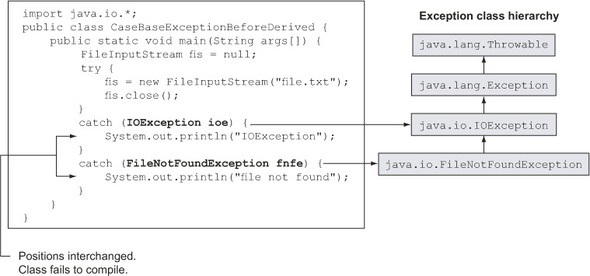 import java.io.*;
public class CaseBaseExceptionBeforeDerived {
public static void main(String args[]) {
FileInputStream fis = null;
try {
fis = new FileInputStream("file.txt");
fis.close();
}
catch (IOException ioe) {
System.out.println("IOException");
}
catch (FileNotFoundException fnfe) {
System.out.println("file not found");
}
}
}
Positions interchanged.
Class fails to compile.
Exception class hierarchy
java.lang.Throwable
java.lang.Exception
java.io.IOException
java.io.FileNotFoundException